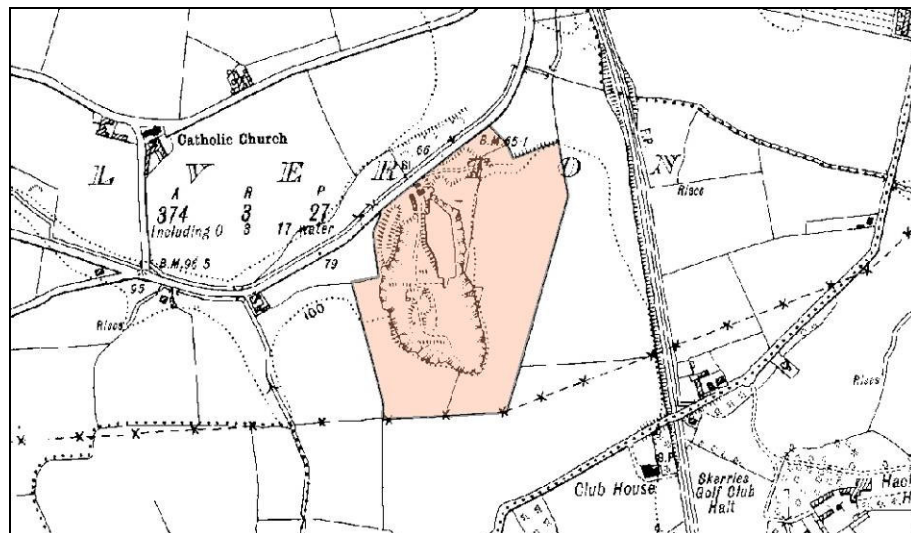 Catholic Church
66
B.M. 65·1
L V E R T O N
F.P.
A R P
374 3 27
Including 0 3 17 water
Rises
B.M. 96·5
79
95
100
Rises
Rises
S.P.
Club House
Skerries
Golf Club
Halt